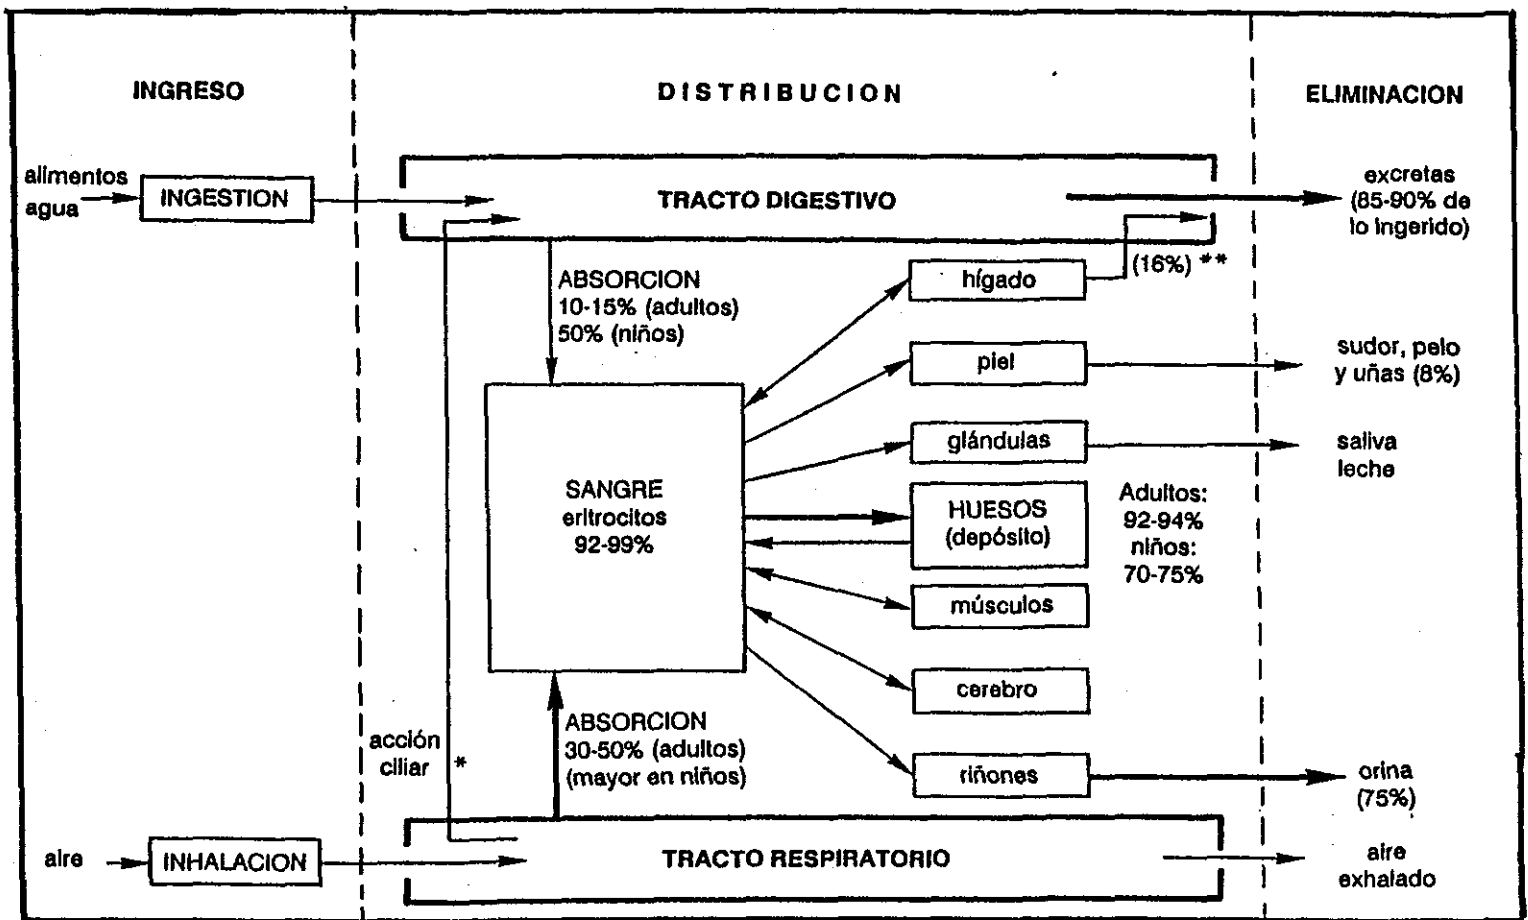 INGRESO
DISTRIBUCION
ELIMINACION
alimentos
agua
INGESTION
TRACTO DIGESTIVO
excretas
(85-90% de
lo ingerido)
ABSORCION
10-15% (adultos)
50% (niños)
hígado
(16%) **
piel
sudor, pelo
y uñas (8%)
glándulas
saliva
leche
SANGRE
eritrocitos
92-99%
HUESOS
(depósito)
Adultos:
92-94%
niños:
70-75%
músculos
cerebro
acción
ciliar
*
ABSORCION
30-50% (adultos)
(mayor en niños)
riñones
orina
(75%)
aire
INHALACION
TRACTO RESPIRATORIO
aire
exhalado